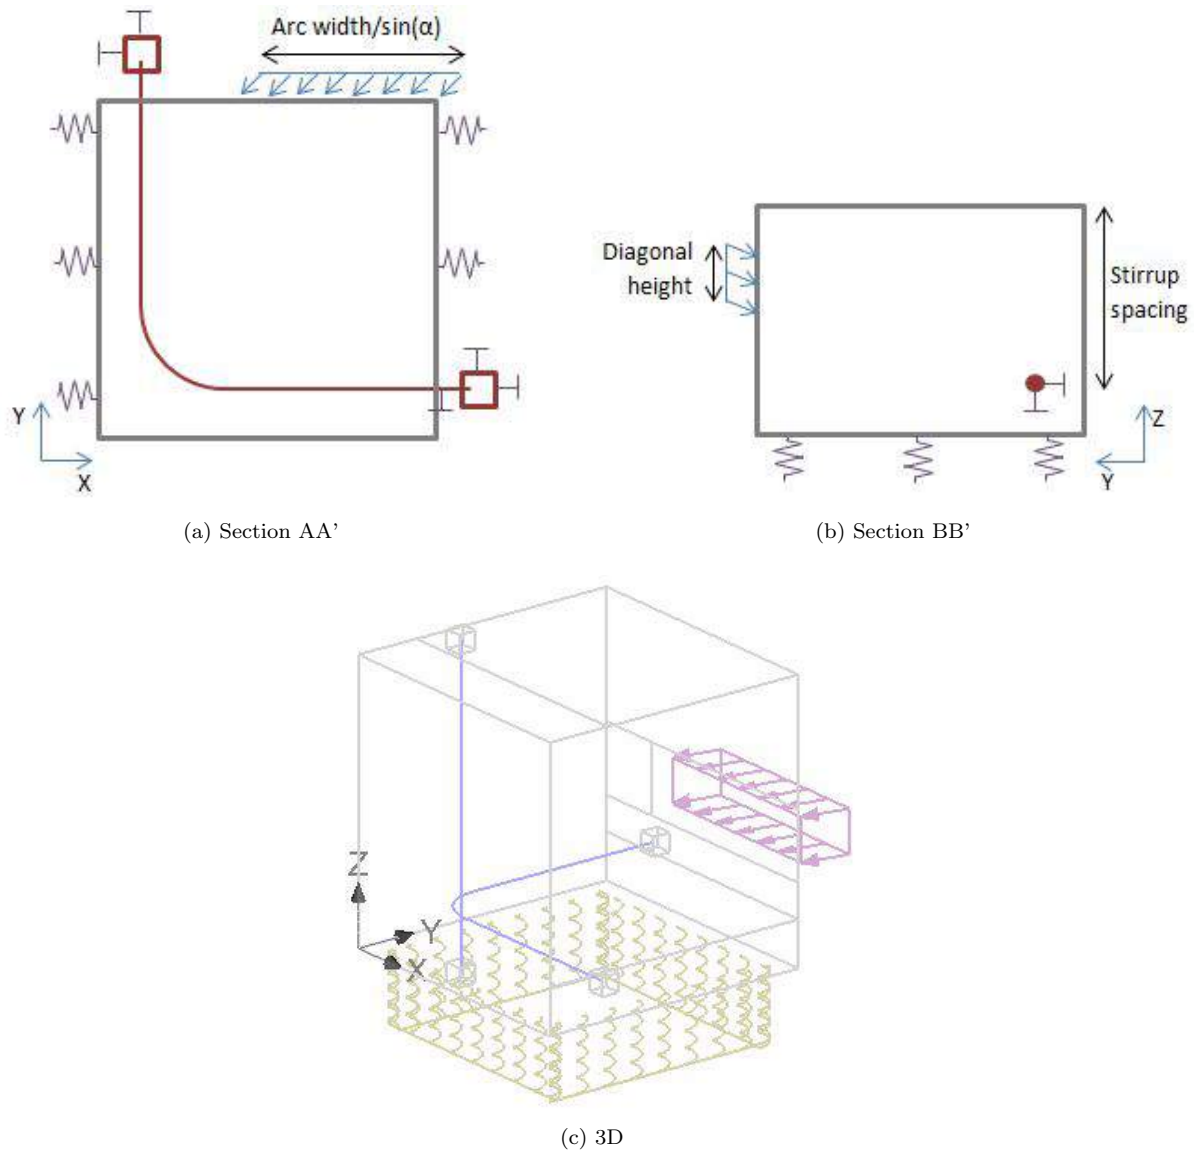 Arc width/sin(α)
Y
X
Diagonal
height
Stirrup
spacing
Z
Y
(a) Section AA'
(b) Section BB'
Z
Y
X
(c) 3D